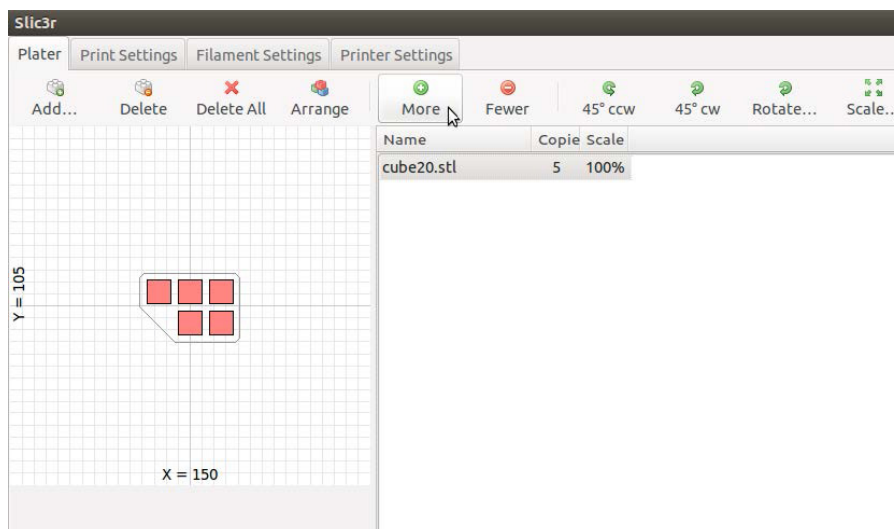 Slic3r
Plater Print Settings Filament Settings Printer Settings
Add... Delete Delete All Arrange More Fewer 45° ccw 45° cw Rotate... Scale..
Name Copie Scale
cube20.stl 5 100%
Y = 105
X = 150